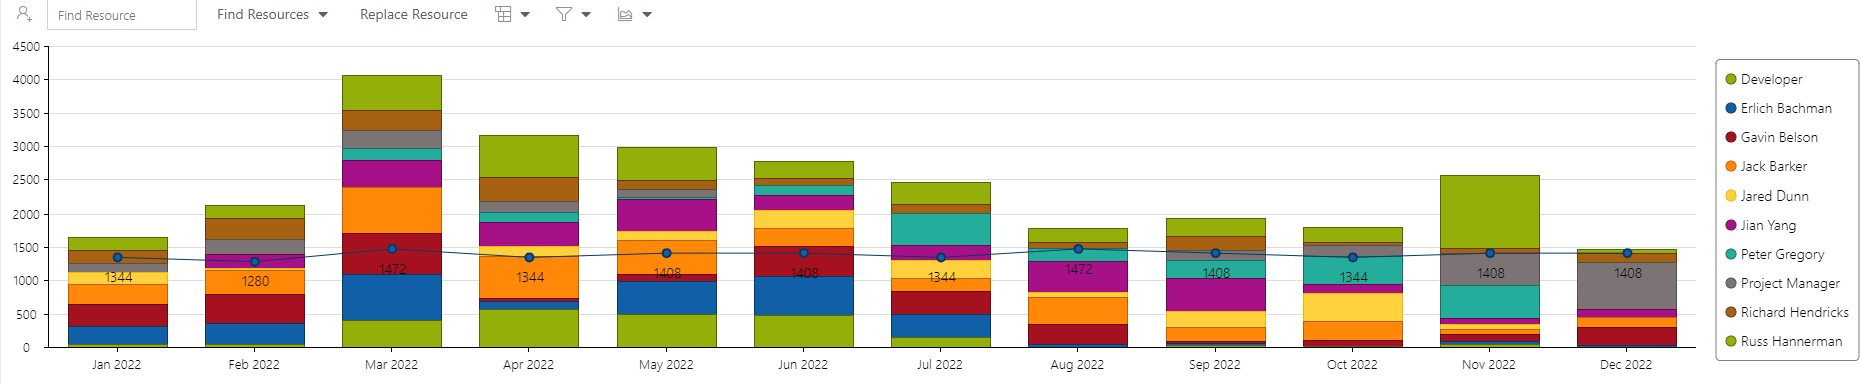 Find Resource Find Resources Replace Resource
4500
4000
3500
3000
2500
2000
1500
1000
500
0
1344 1280 1472 1344 1408 1408 1344 1472 1408 1344 1408 1408
Jan 2022 Feb 2022 Mar 2022 Apr 2022 May 2022 Jun 2022 Jul 2022 Aug 2022 Sep 2022 Oct 2022 Nov 2022 Dec 2022
Developer
Erlich Bachman
Gavin Belson
Jack Barker
Jared Dunn
Jian Yang
Peter Gregory
Project Manager
Richard Hendricks
Russ Hannerman